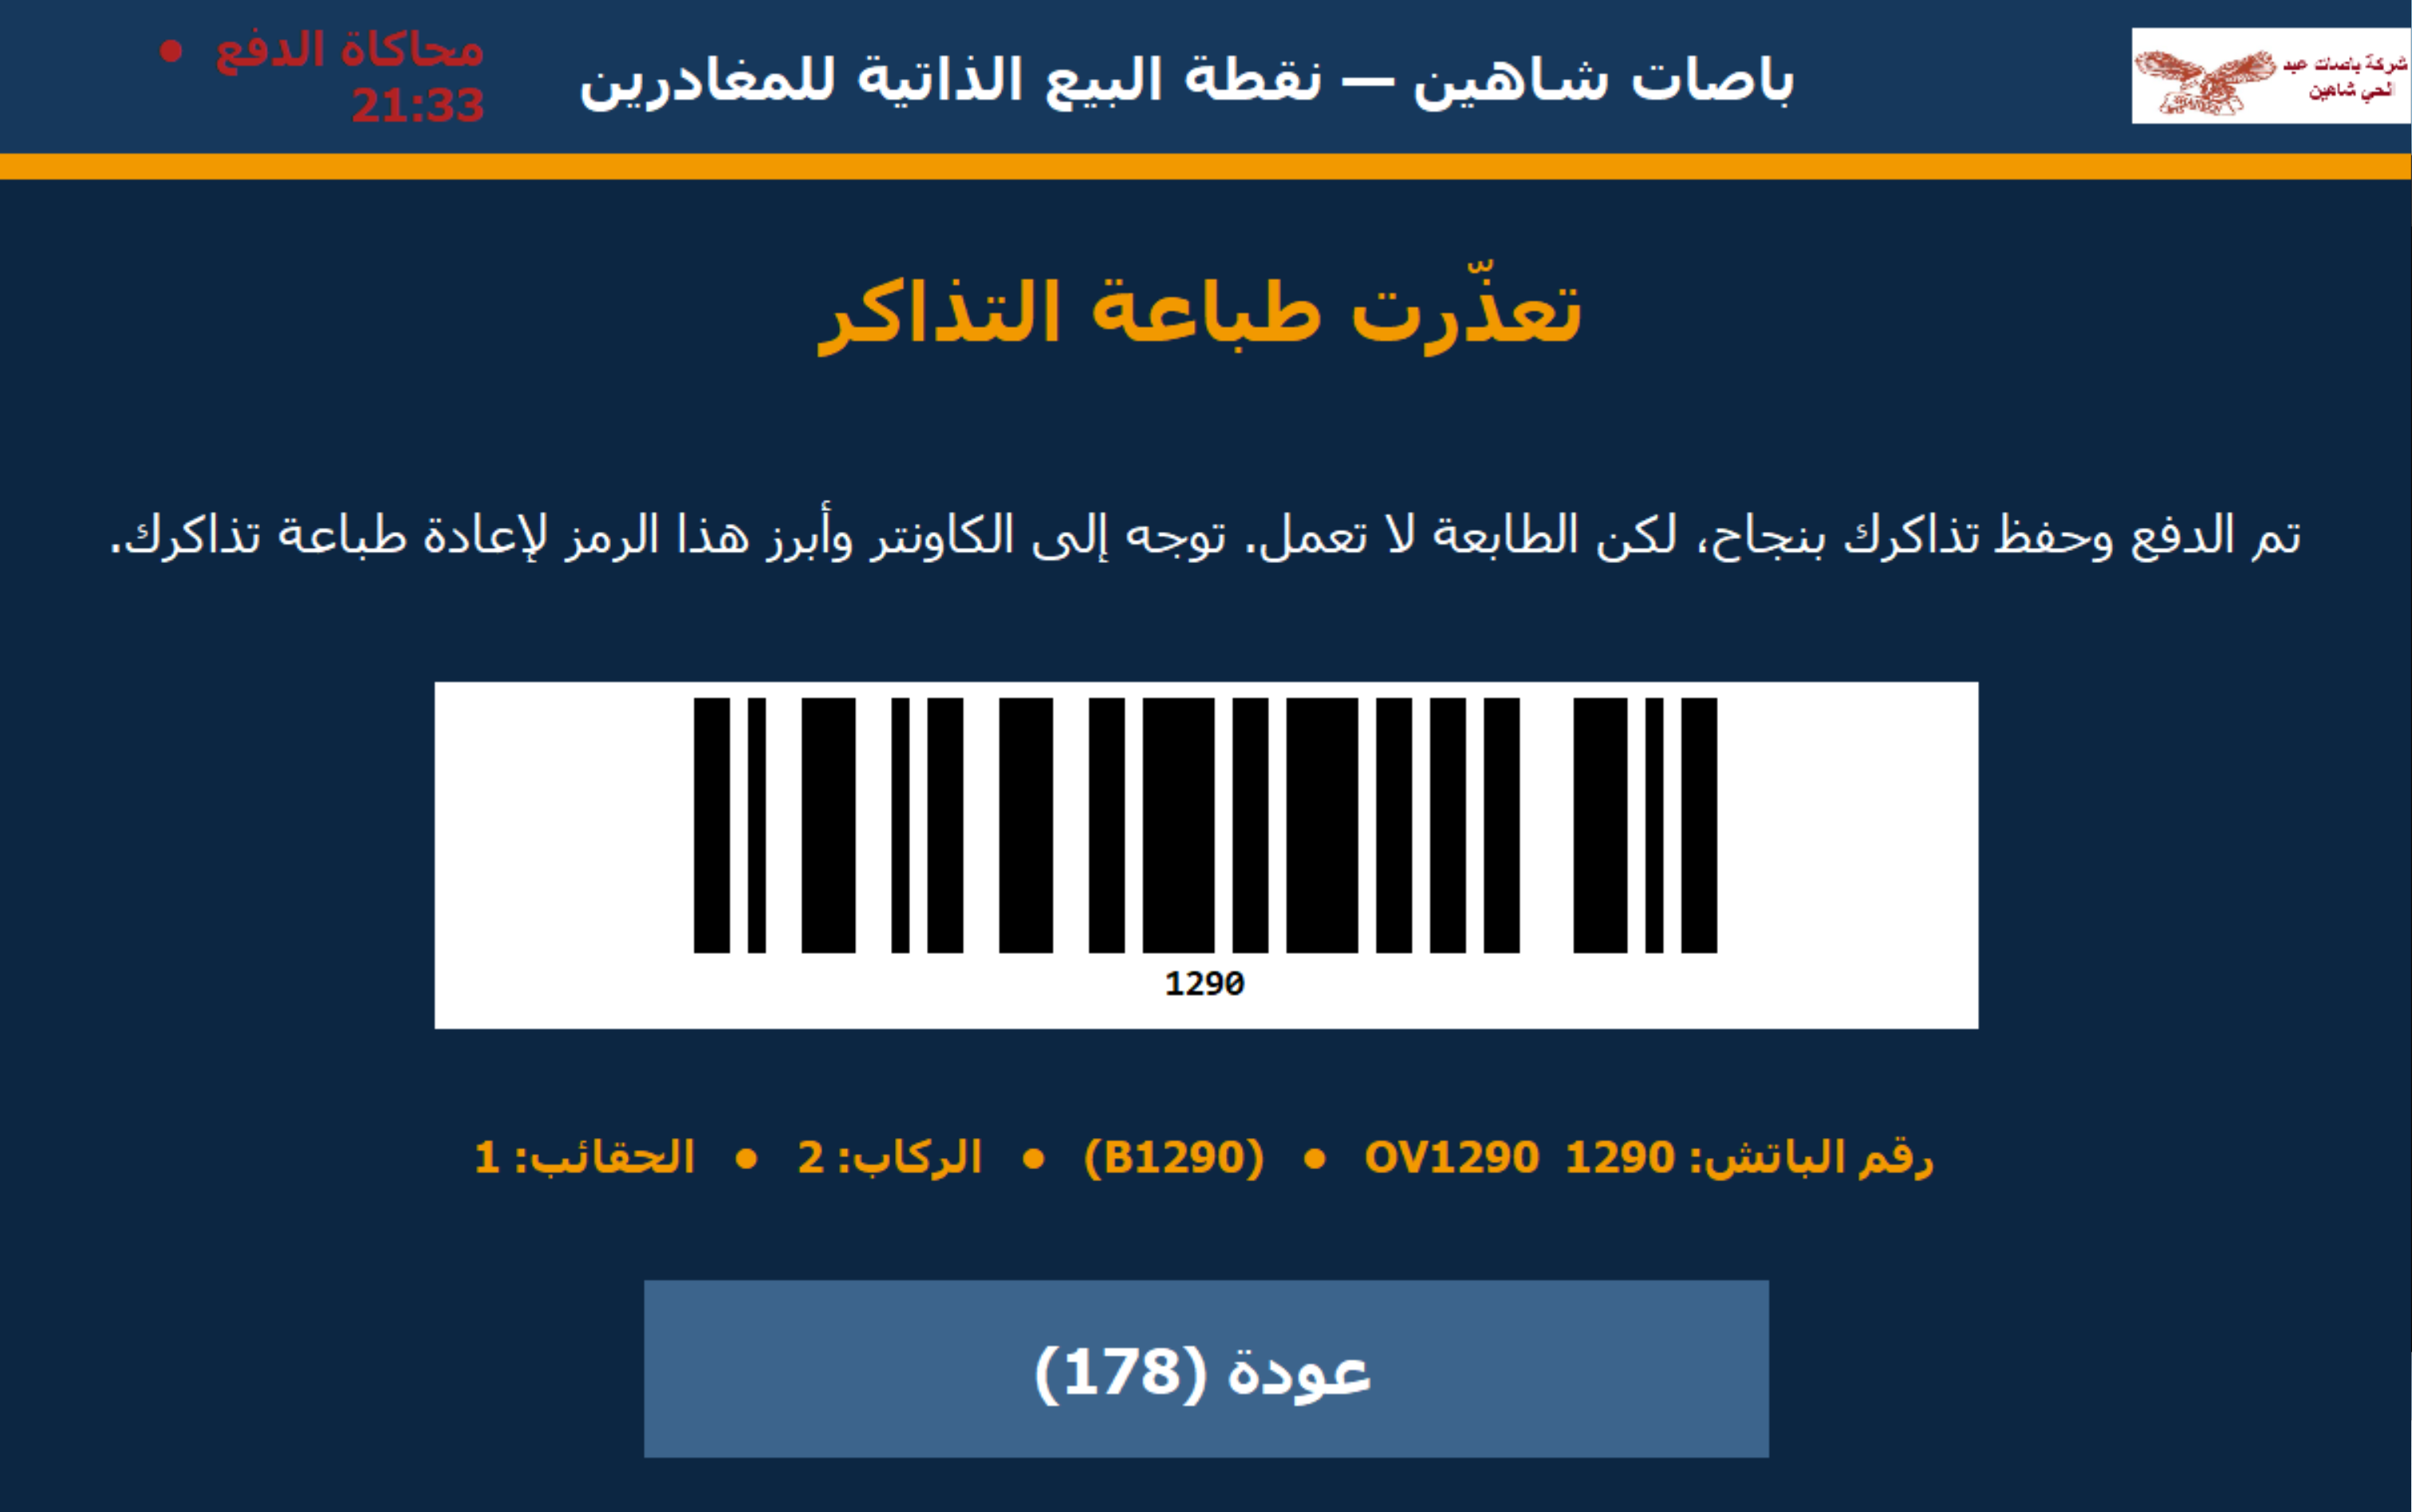 شركة باصات عبد
الحي شاهين
SHAHEEN
باصات شاهين — نقطة البيع الذاتية للمغادرين
محاكاة الدفع •
21:33
تعذّرت طباعة التذاكر
تم الدفع وحفظ تذاكرك بنجاح، لكن الطابعة لا تعمل. توجه إلى الكاونتر وأبرز هذا الرمز لإعادة طباعة تذاكرك.
1290
رقم الباتش: 1290 OV1290 • (B1290) • الركاب: 2 • الحقائب: 1
عودة (178)